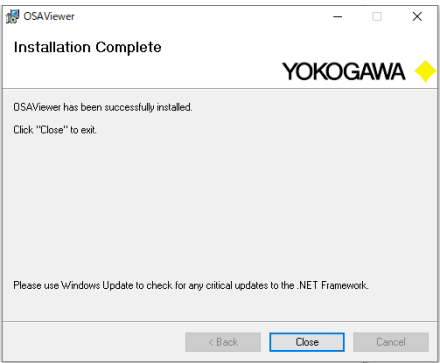 OSAViewer
Installation Complete
YOKOGAWA
OSAViewer has been successfully installed.
Click "Close" to exit.
Please use Windows Update to check for any critical updates to the .NET Framework.
< Back
Close
Cancel